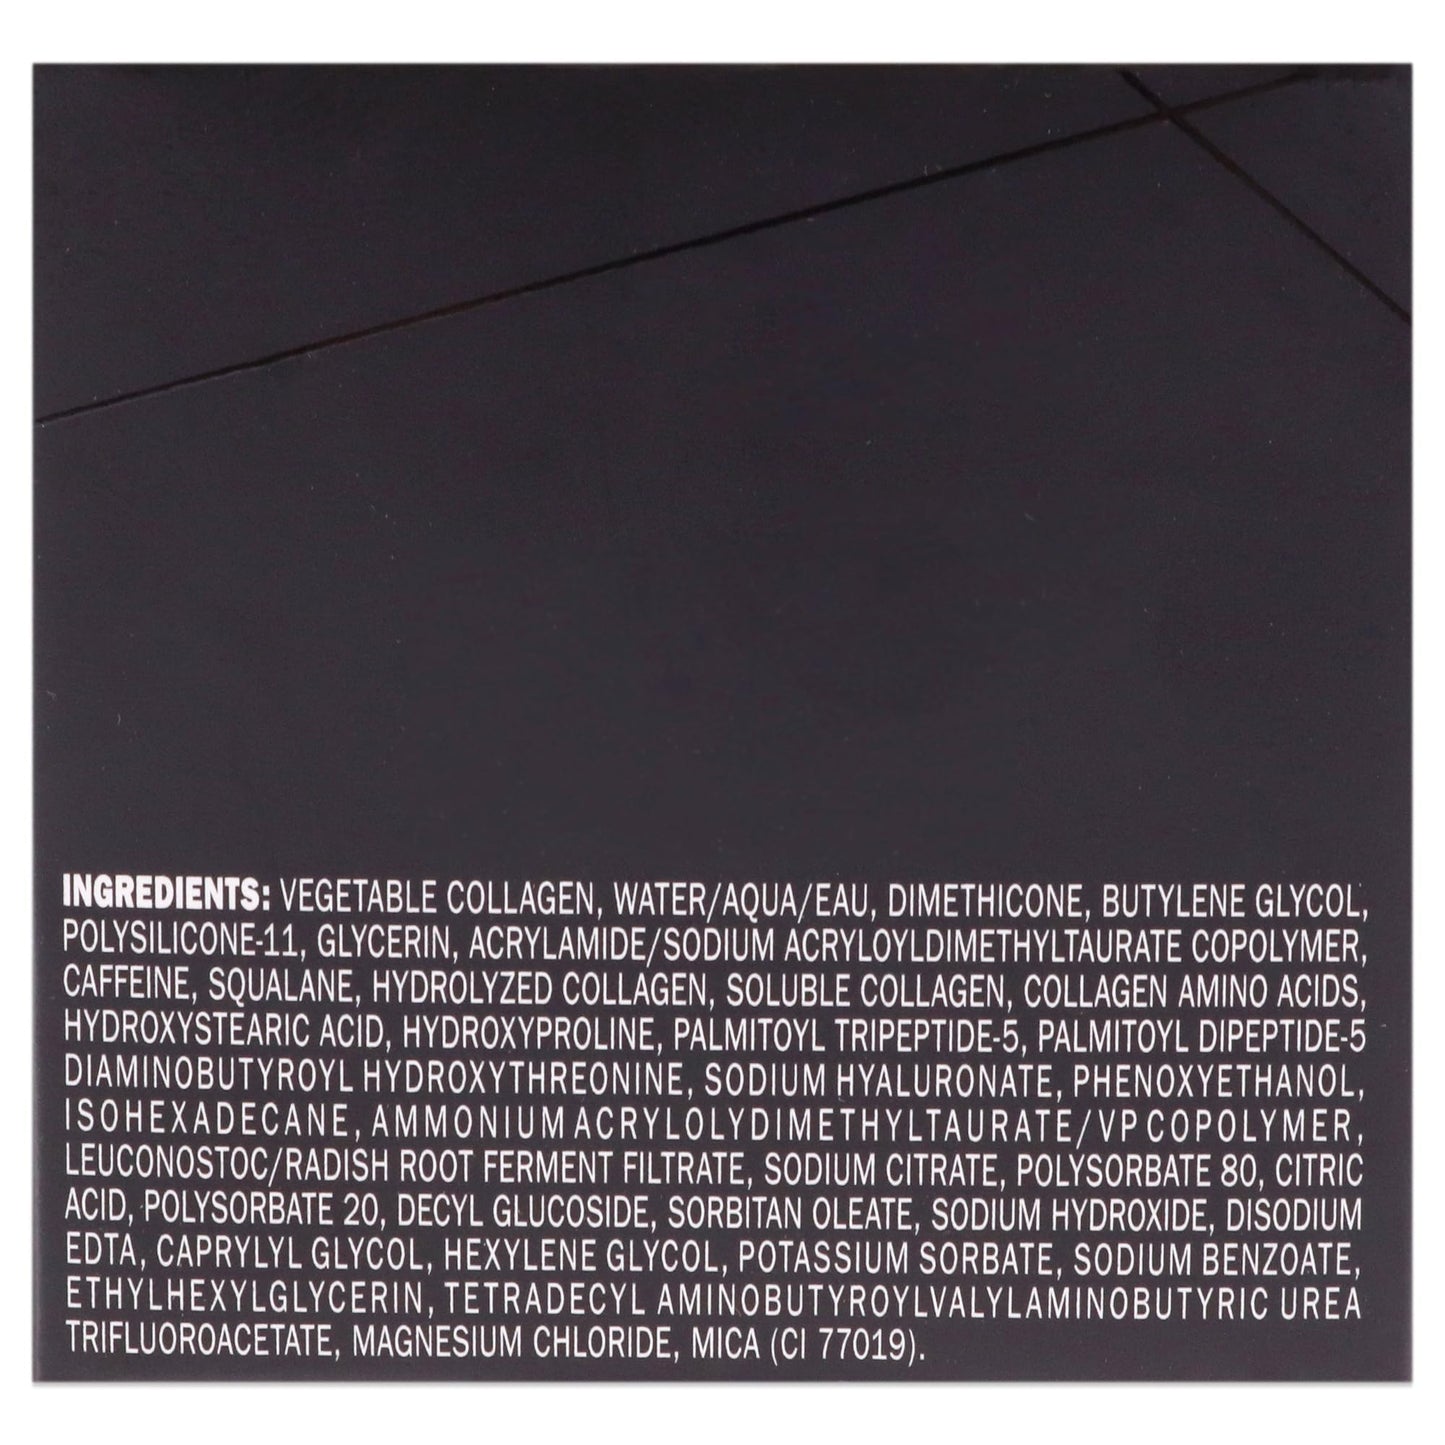 INGREDIENTS: VEGETABLE COLLAGEN, WATER/AQUA/EAU, DIMETHICONE, BUTYLENE GLYCOL,
POLYSILICONE-11, GLYCERIN, ACRYLAMIDE/SODIUM ACRYLOYLDIMETHYLTAURATE COPOLYMER,
CAFFEINE, SQUALANE, HYDROLYZED COLLAGEN, SOLUBLE COLLAGEN, COLLAGEN AMINO ACIDS,
HYDROXYSTEARIC ACID, HYDROXYPROLINE, PALMITOYL TRIPEPTIDE-5, PALMITOYL DIPEPTIDE-5
DIAMINOBUTYROYL HYDROXYTHREONINE, SODIUM HYALURONATE, PHENOXYETHANOL,
ISOHEXADECANE, AMMONIUM ACRYLOLYDIMETHYLTAURATE/VP COPOLYMER,
LEUCONOSTOC/RADISH ROOT FERMENT FILTRATE, SODIUM CITRATE, POLYSORBATE 80, CITRIC
ACID, POLYSORBATE 20, DECYL GLUCOSIDE, SORBITAN OLEATE, SODIUM HYDROXIDE, DISODIUM
EDTA, CAPRYLYL GLYCOL, HEXYLENE GLYCOL, POTASSIUM SORBATE, SODIUM BENZOATE,
ETHYLHEXYLGLYCERIN, TETRADECYL AMINOBUTYROYLVALYLAMINOBUTYRIC UREA
TRIFLUOROACETATE, MAGNESIUM CHLORIDE, MICA (CI 77019).